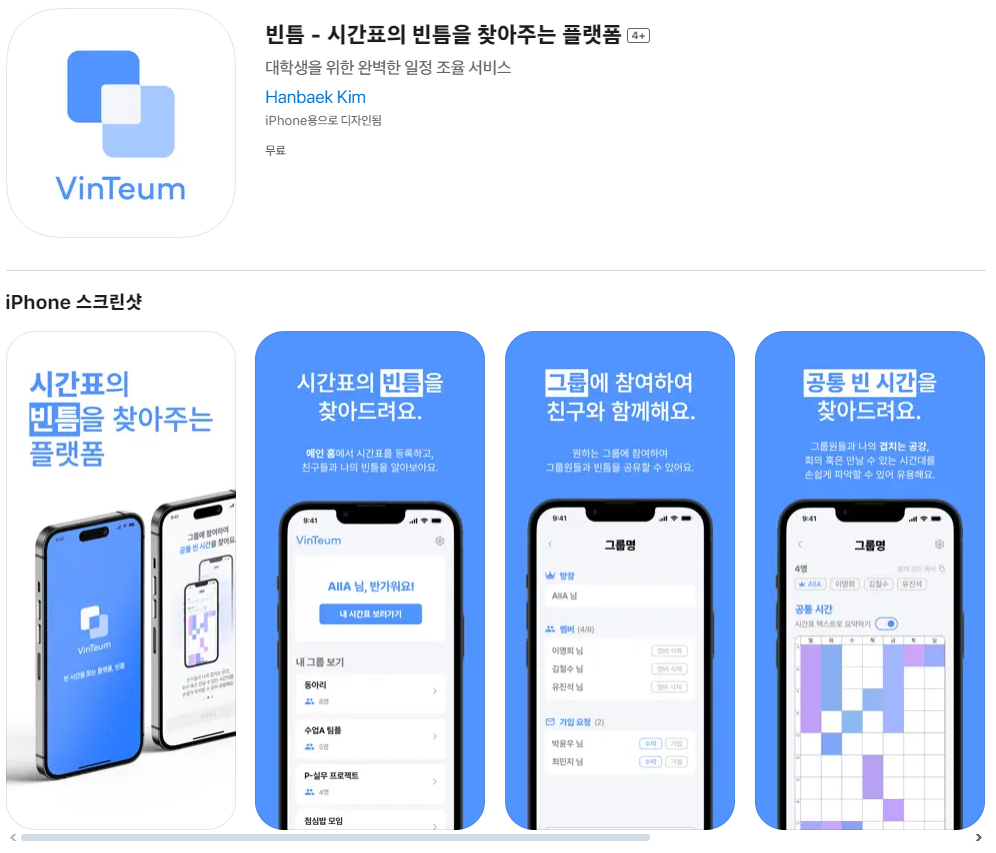 빈틈 - 시간표의 빈틈을 찾아주는 플랫폼 4+
대학생을 위한 완벽한 일정 조율 서비스
Hanbaek Kim
iPhone용으로 디자인됨
무료
VinTeum
iPhone 스크린샷
시간표의
빈틈을 찾아주는
플랫폼
9:41
VinTeum
빈 시간을 찾는 플랫폼, 빈틈
그룹에 참여하여
공통 빈 시간을 찾아요.
시간표의 빈틈을
찾아드려요.
메인 홈에서 시간표를 등록하고,
친구들과 나의 빈틈을 알아보아요.
9:41
VinTeum
AIIA 님, 반가워요!
내 시간표 보러가기
내 그룹 보기
동아리
8명
수업A 팀플
5명
P-실무 프로젝트
4명
점심밥 모임
그룹에 참여하여
친구와 함께해요.
원하는 그룹에 참여하여
그룹원들과 빈틈을 공유할 수 있어요.
9:41
그룹명
방장
AIIA 님
멤버 (4/8)
이영희 님 멤버 삭제
김철수 님 멤버 삭제
유진석 님 멤버 삭제
가입 요청 (2)
박윤우 님 수락 거절
최민지 님 수락 거절
공통 빈 시간을
찾아드려요.
그룹원들과 나의 겹치는 공강,
회의 혹은 만날 수 있는 시간대를
손쉽게 파악할 수 있어 유용해요.
9:41
그룹명
4명 참여 코드 복사
AIIA 이영희 김철수 유진석
공통 시간
시간표 텍스트로 요약하기
월 화 수 목 금 토 일